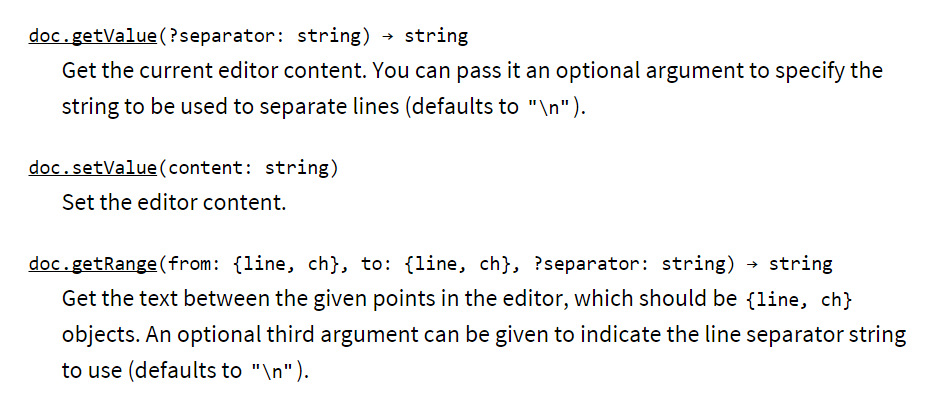 doc.getValue(?separator: string) → string
Get the current editor content. You can pass it an optional argument to specify the
string to be used to separate lines (defaults to "\n").
doc.setValue(content: string)
Set the editor content.
doc.getRange(from: {line, ch}, to: {line, ch}, ?separator: string) → string
Get the text between the given points in the editor, which should be {line, ch}
objects. An optional third argument can be given to indicate the line separator string
to use (defaults to "\n").